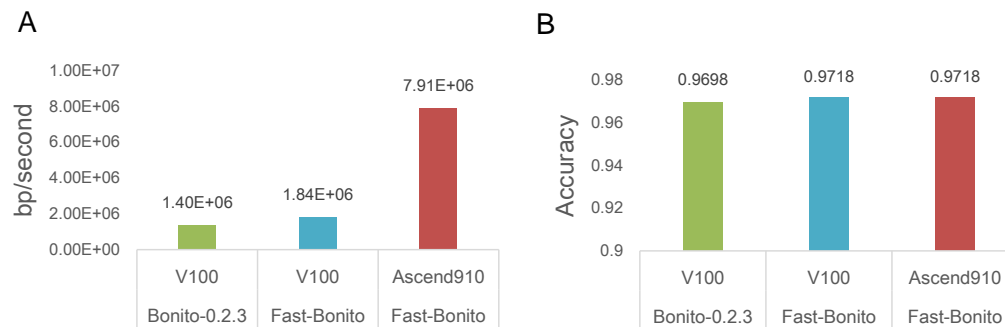 A
bp/second
1.00E+07
8.00E+06
6.00E+06
4.00E+06
2.00E+06
0.00E+00
1.40E+06
1.84E+06
7.91E+06
V100 V100 Ascend910
Bonito-0.2.3 Fast-Bonito Fast-Bonito
B
Accuracy
0.98
0.96
0.94
0.92
0.9
0.9698
0.9718
0.9718
V100 V100 Ascend910
Bonito-0.2.3 Fast-Bonito Fast-Bonito